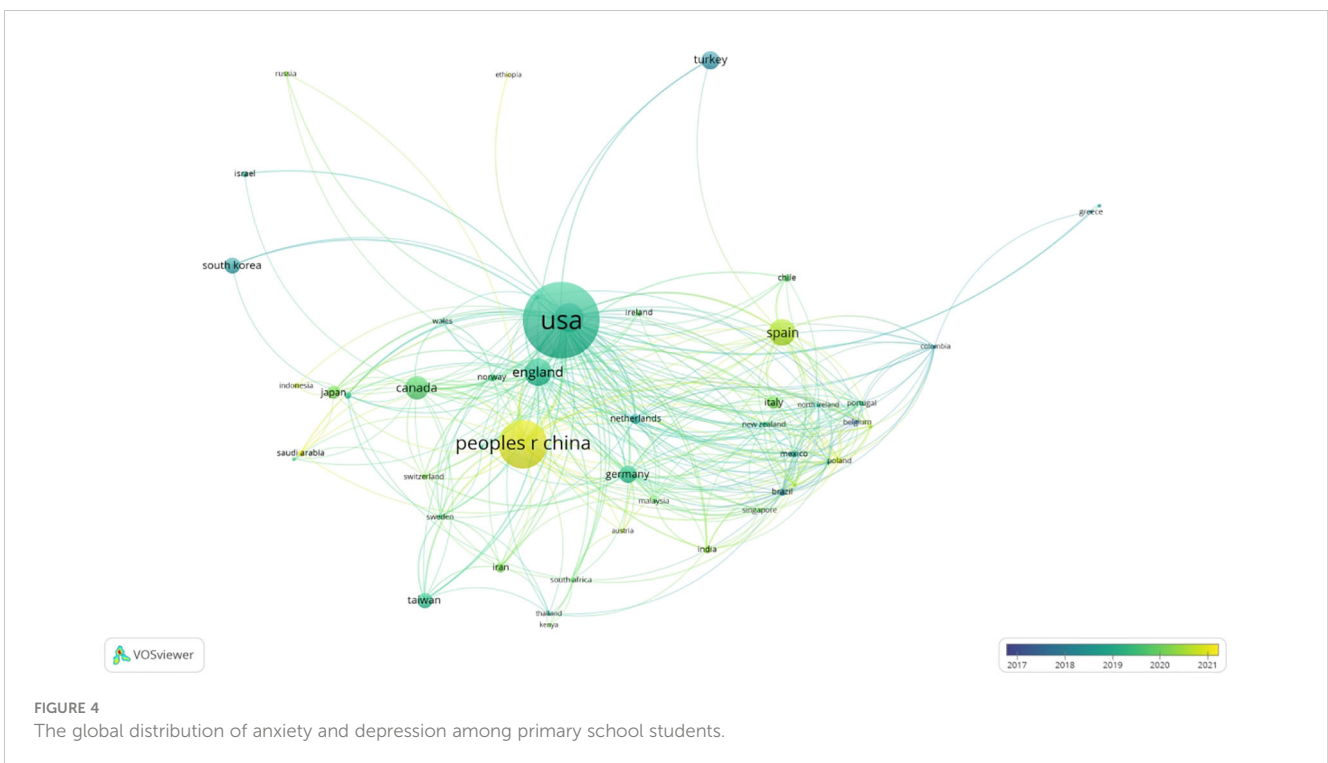 turkey
russia
ethiopia
israel
greece
south korea
chile
usa
ireland
wales
spain
colombia
england
norway
indonesia
japan
canada
italy
north ireland
portugal
netherlands
new zealand
belgium
peoples r china
saudi arabia
mexico
poland
switzerland
germany
brazil
malaysia
singapore
sweden
austria
india
iran
south africa
taiwan
thailand
kenya
VOSviewer
2017 2018 2019 2020 2021
FIGURE 4
The global distribution of anxiety and depression among primary school students.